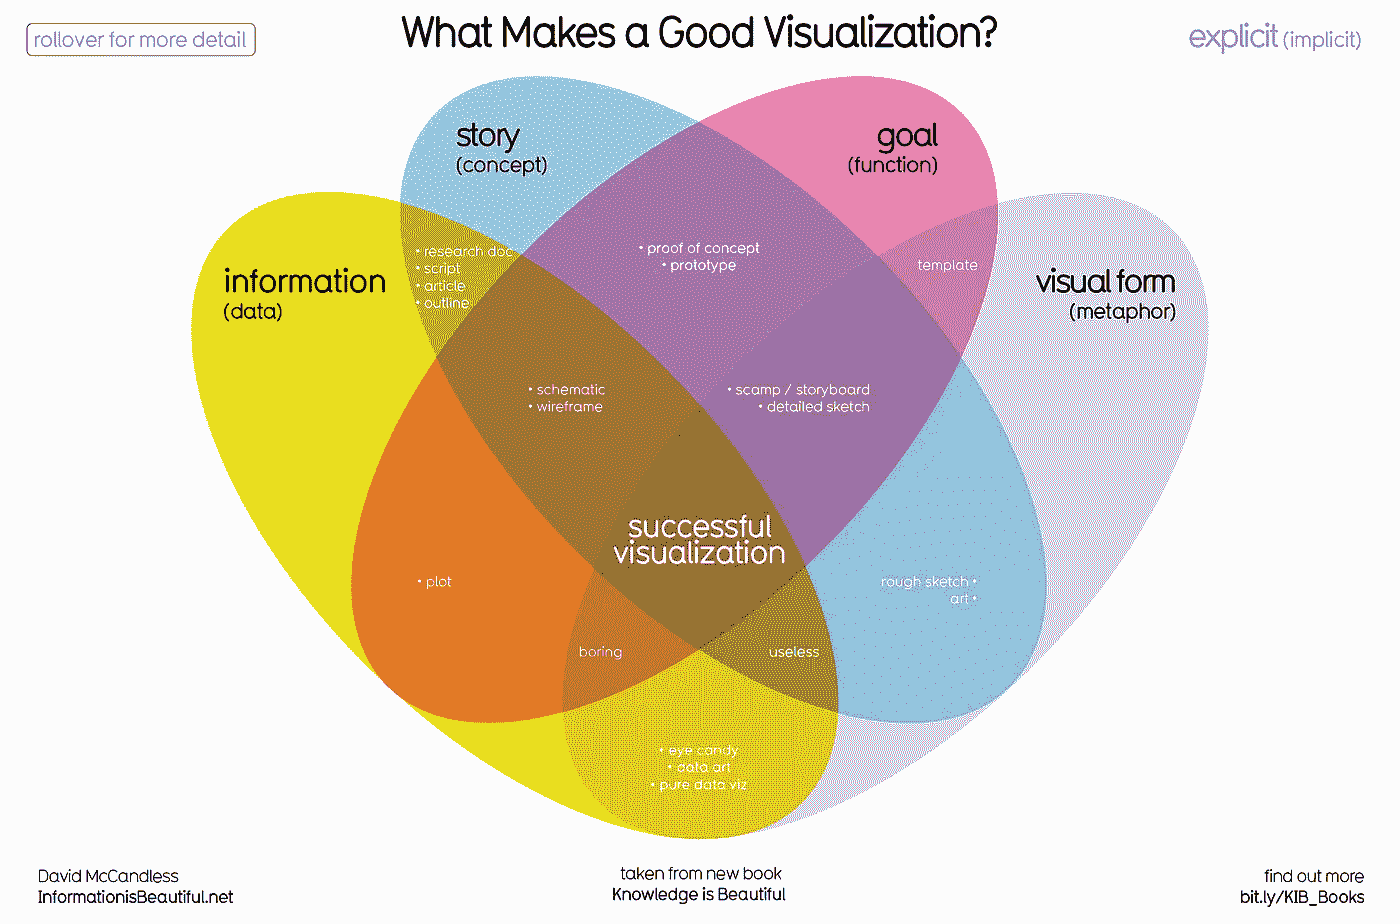 rollover for more detail
What Makes a Good Visualization?
explicit (implicit)
story
(concept)
goal
(function)
information
(data)
visual form
(metaphor)
• research doc
• script
• article
• outline
• proof of concept
• prototype
template
• schematic
• wireframe
• scamp / storyboard
• detailed sketch
successful
visualization
• plot
rough sketch •
art •
boring
useless
• eye candy
• data art
• pure data viz
David McCandless
InformationisBeautiful.net
taken from new book
Knowledge is Beautiful
find out more
bit.ly/KIB_Books